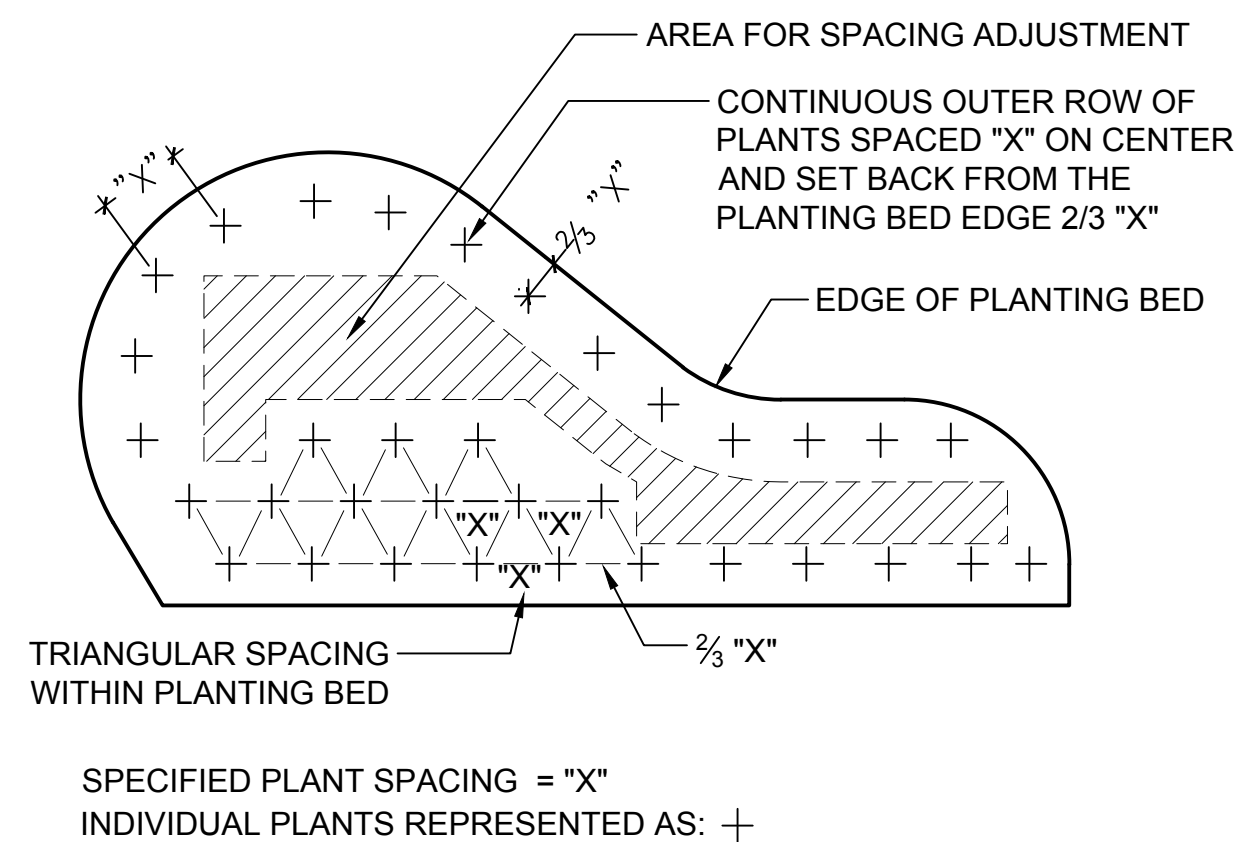 AREA FOR SPACING ADJUSTMENT
CONTINUOUS OUTER ROW OF
PLANTS SPACED "X" ON CENTER
AND SET BACK FROM THE
PLANTING BED EDGE 2/3 "X"
"X"
2/3 "X"
EDGE OF PLANTING BED
"X" "X"
"X"
TRIANGULAR SPACING
WITHIN PLANTING BED
⅔ "X"
SPECIFIED PLANT SPACING = "X"
INDIVIDUAL PLANTS REPRESENTED AS: